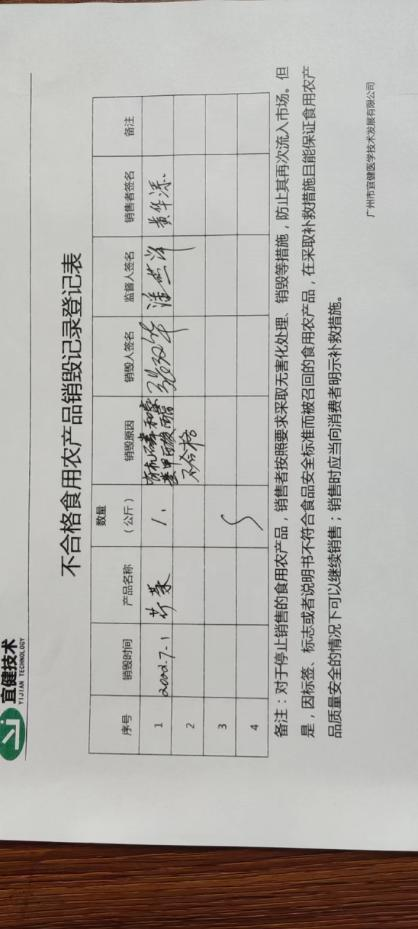 宜健技术
YIJIAN TECHNOLOGY
不合格食用农产品销毁记录登记表
序号 销毁时间 产品名称 数量（公斤） 销毁原因 销毁人签名 监督人签名 销售者签名 备注
1 芹菜 1.
不合格
2
3
4
备注：对于停止销售的食用农产品，销售者按照要求采取无害化处理、销毁等措施，防止其再次流入市场。但
是，因标签、标志或者说明书不符合食品安全标准而被召回的食用农产品，在采取补救措施且能保证食用农产
品质量安全的情况下可以继续销售；销售时应当向消费者明示补救措施。
广州市宜健医学技术发展有限公司